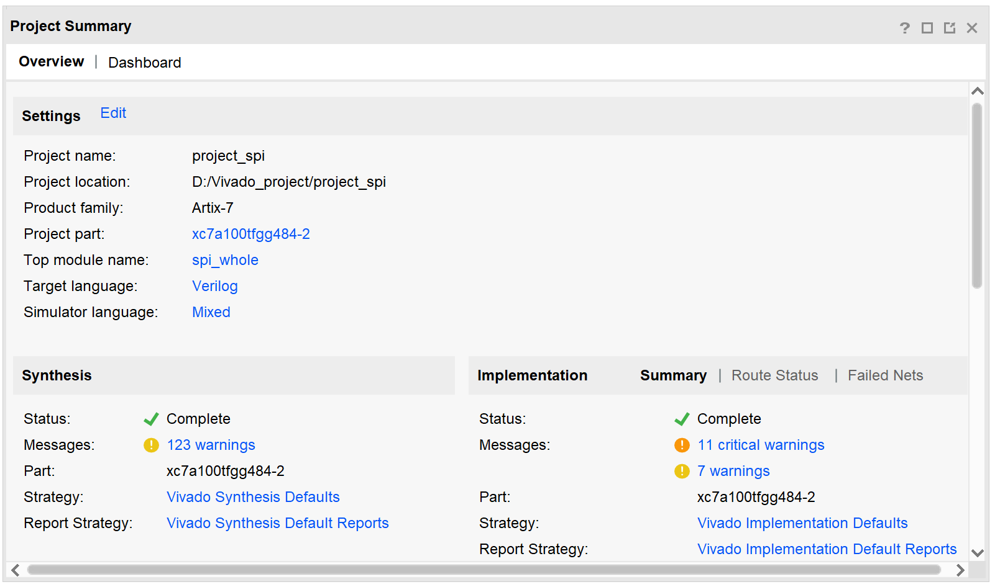 Project Summary
Overview | Dashboard
Settings Edit
Project name: project_spi
Project location: D:/Vivado_project/project_spi
Product family: Artix-7
Project part: xc7a100tfgg484-2
Top module name: spi_whole
Target language: Verilog
Simulator language: Mixed
Synthesis
Status: Complete
Messages: 123 warnings
Part: xc7a100tfgg484-2
Strategy: Vivado Synthesis Defaults
Report Strategy: Vivado Synthesis Default Reports
Implementation Summary | Route Status | Failed Nets
Status: Complete
Messages: 11 critical warnings
7 warnings
Part: xc7a100tfgg484-2
Strategy: Vivado Implementation Defaults
Report Strategy: Vivado Implementation Default Reports